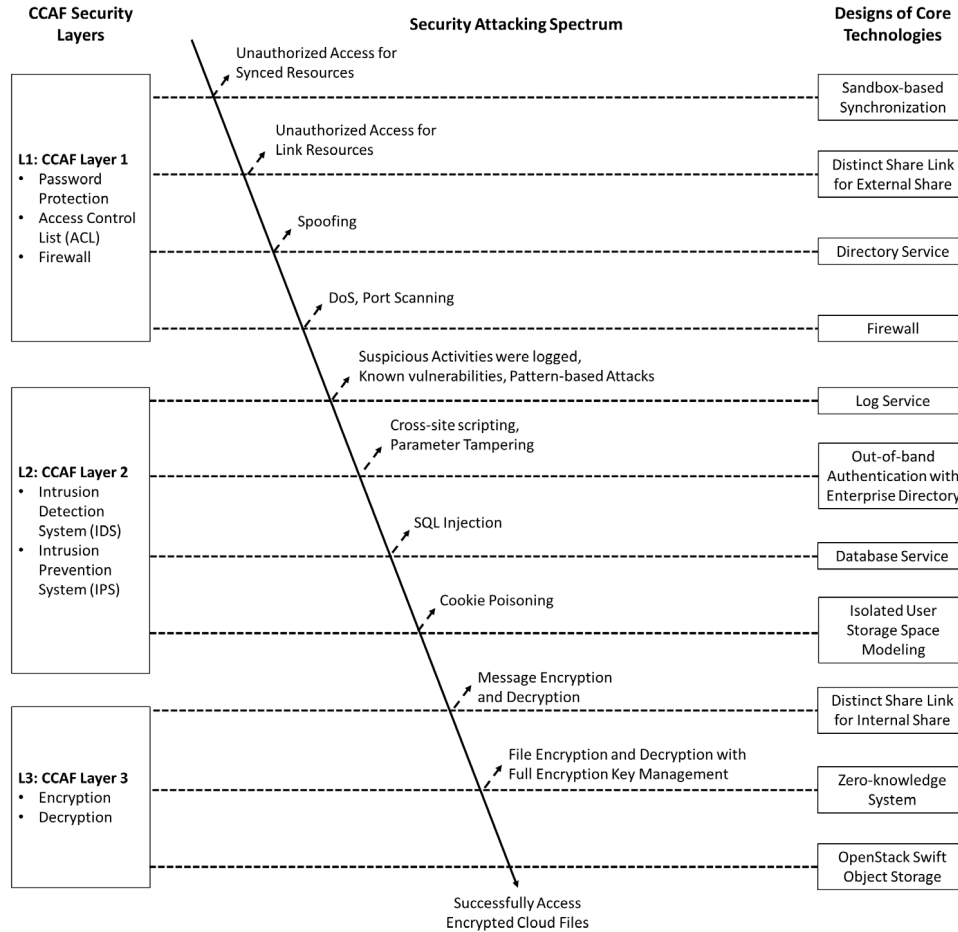 CCAF Security
Layers
Security Attacking Spectrum
Designs of Core
Technologies
L1: CCAF Layer 1
• Password
Protection
• Access Control
List (ACL)
• Firewall
L2: CCAF Layer 2
• Intrusion
Detection
System (IDS)
• Intrusion
Prevention
System (IPS)
L3: CCAF Layer 3
• Encryption
• Decryption
Unauthorized Access for
Synced Resources
Unauthorized Access for
Link Resources
Spoofing
DoS, Port Scanning
Suspicious Activities were logged,
Known vulnerabilities, Pattern-based Attacks
Cross-site scripting,
Parameter Tampering
SQL Injection
Cookie Poisoning
Message Encryption
and Decryption
File Encryption and Decryption with
Full Encryption Key Management
Successfully Access
Encrypted Cloud Files
Sandbox-based
Synchronization
Distinct Share Link
for External Share
Directory Service
Firewall
Log Service
Out-of-band
Authentication with
Enterprise Directory
Database Service
Isolated User
Storage Space
Modeling
Distinct Share Link
for Internal Share
Zero-knowledge
System
OpenStack Swift
Object Storage